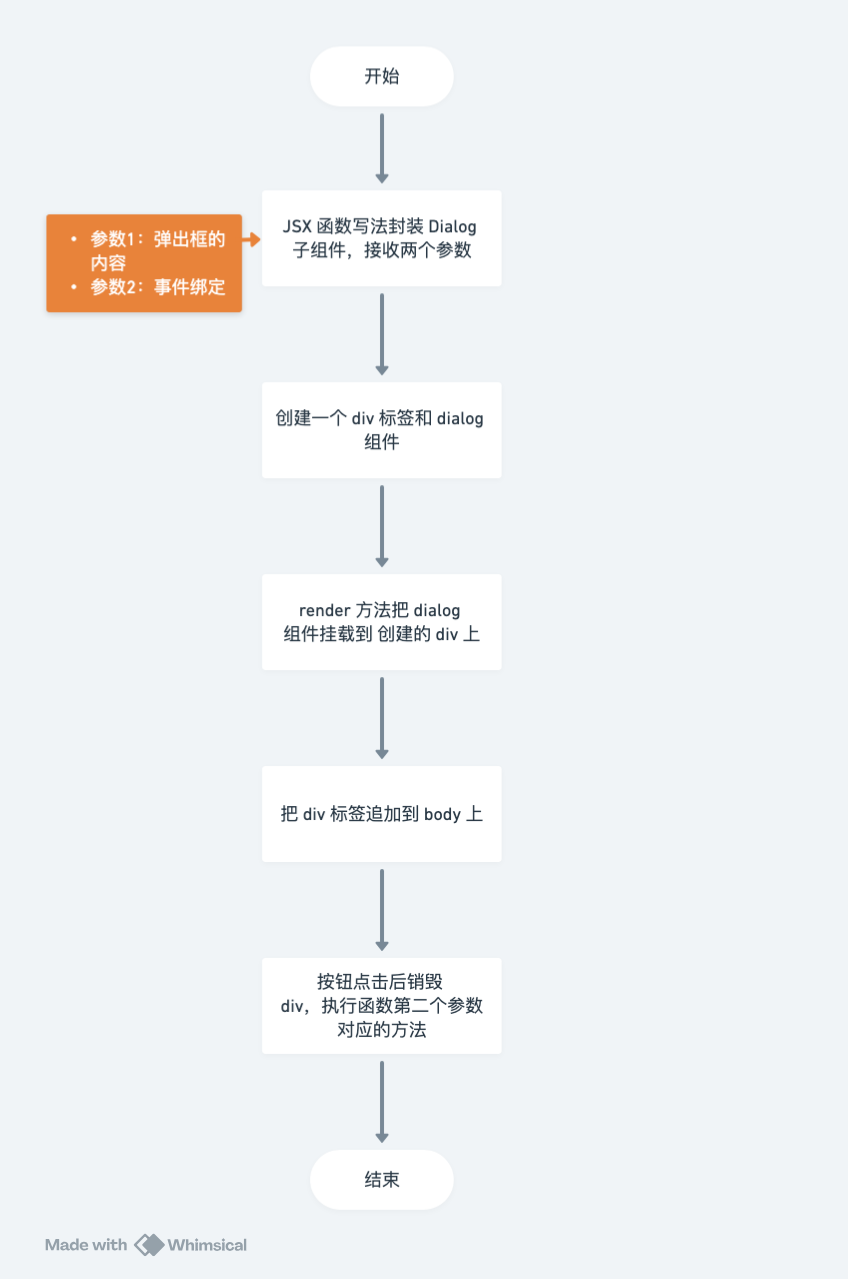 开始
JSX 函数写法封装 Dialog
子组件，接收两个参数
• 参数1：弹出框的
内容
• 参数2：事件绑定
创建一个 div 标签和 dialog
组件
render 方法把 dialog
组件挂载到 创建的 div 上
把 div 标签追加到 body 上
按钮点击后销毁
div，执行函数第二个参数
对应的方法
结束
Made with Whimsical